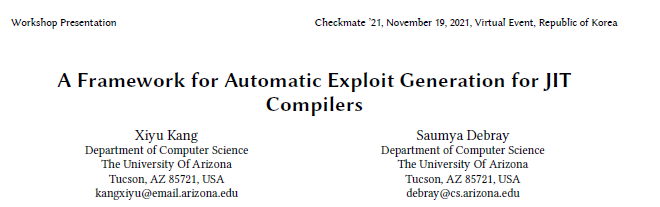 Workshop Presentation
Checkmate '21, November 19, 2021, Virtual Event, Republic of Korea
A Framework for Automatic Exploit Generation for JIT
Compilers
Xiyu Kang
Department of Computer Science
The University Of Arizona
Tucson, AZ 85721, USA
kangxiyu@email.arizona.edu
Saumya Debray
Department of Computer Science
The University Of Arizona
Tucson, AZ 85721, USA
debray@cs.arizona.edu